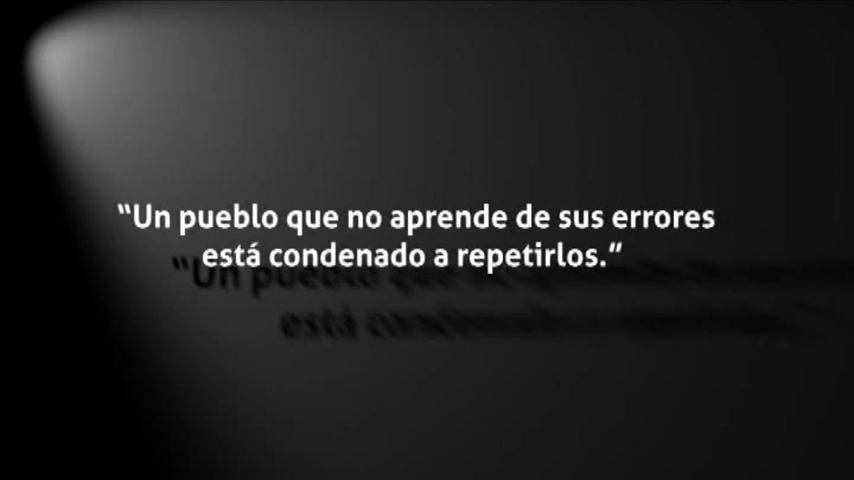 “Un pueblo que no aprende de sus errores
está condenado a repetirlos.”